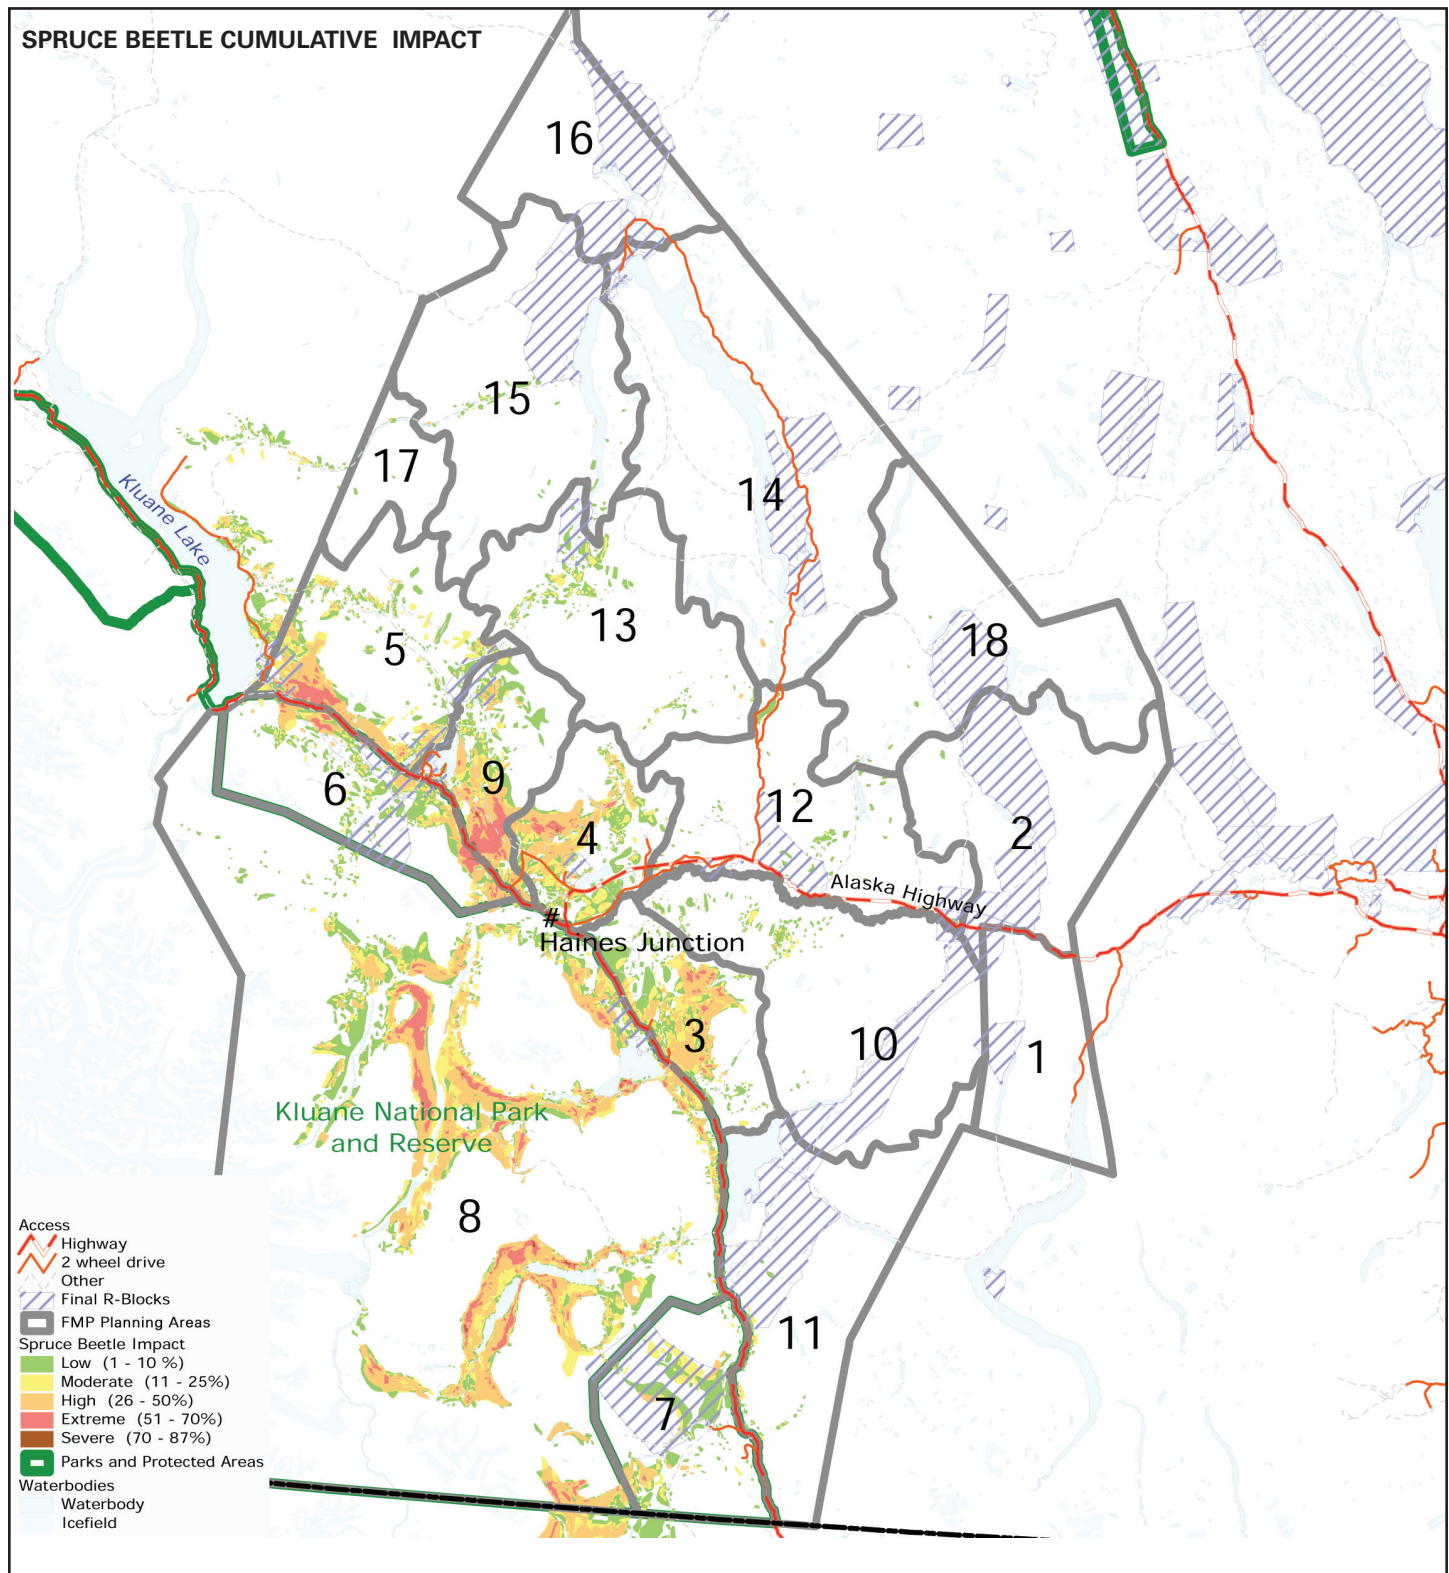 SPRUCE BEETLE CUMULATIVE IMPACT
16
15
17
14
Kluane Lake
5
13
18
6
9
4
12
2
Alaska Highway
#
Haines Junction
3
10
1
Kluane National Park
and Reserve
8
11
7
Access
Highway
2 wheel drive
Other
Final R-Blocks
FMP Planning Areas
Spruce Beetle Impact
Low (1 - 10 %)
Moderate (11 - 25%)
High (26 - 50%)
Extreme (51 - 70%)
Severe (70 - 87%)
Parks and Protected Areas
Waterbodies
Waterbody
Icefield